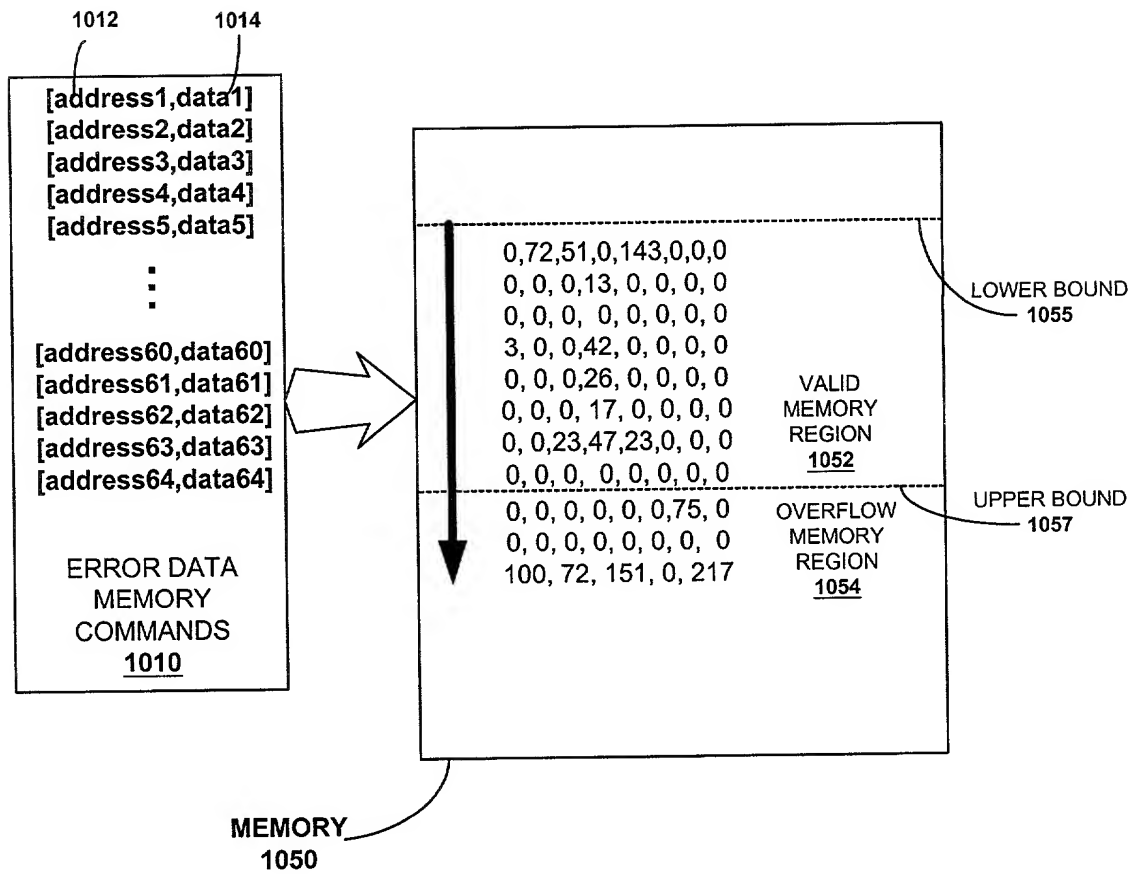 1012
1014
[address1,data1]
[address2,data2]
[address3,data3]
[address4,data4]
[address5,data5]
[address60,data60]
[address61,data61]
[address62,data62]
[address63,data63]
[address64,data64]
ERROR DATA
MEMORY
COMMANDS
1010
0,72,51,0,143,0,0,0
0, 0, 0,13, 0, 0, 0, 0
0, 0, 0, 0, 0, 0, 0, 0
3, 0, 0,42, 0, 0, 0, 0
0, 0, 0,26, 0, 0, 0, 0
0, 0, 0, 17, 0, 0, 0, 0
0, 0,23,47,23,0, 0, 0
0, 0, 0, 0, 0, 0, 0, 0
VALID
MEMORY
REGION
1052
0, 0, 0, 0, 0, 0,75, 0
0, 0, 0, 0, 0, 0, 0, 0
100, 72, 151, 0, 217
OVERFLOW
MEMORY
REGION
1054
LOWER BOUND
1055
UPPER BOUND
1057
MEMORY
1050